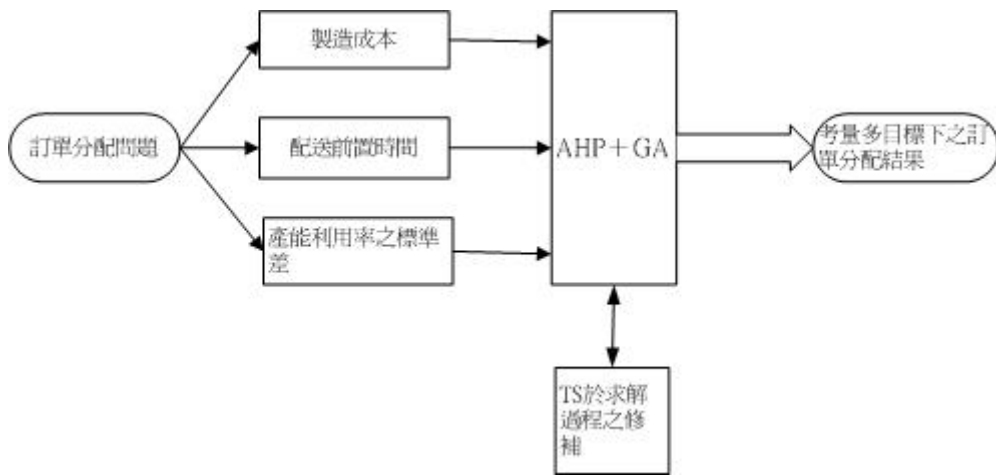 製造成本
訂單分配問題
配送前置時間
產能利用率之標準
差
AHP＋GA
考量多目標下之訂
單分配結果
TS於求解
過程之修
補